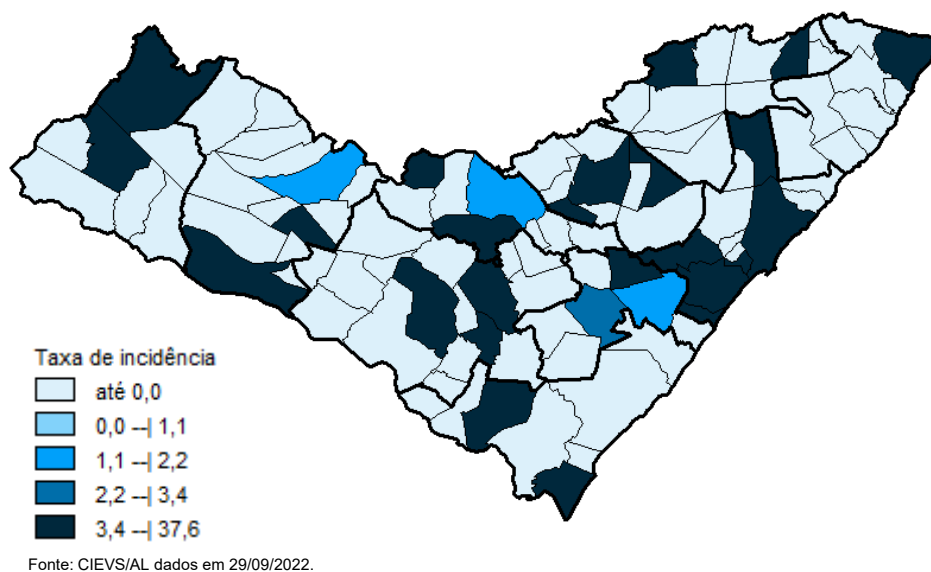 Taxa de incidência
até 0,0
0,0 --| 1,1
1,1 --| 2,2
2,2 --| 3,4
3,4 --| 37,6
Fonte: CIEVS/AL dados em 29/09/2022.